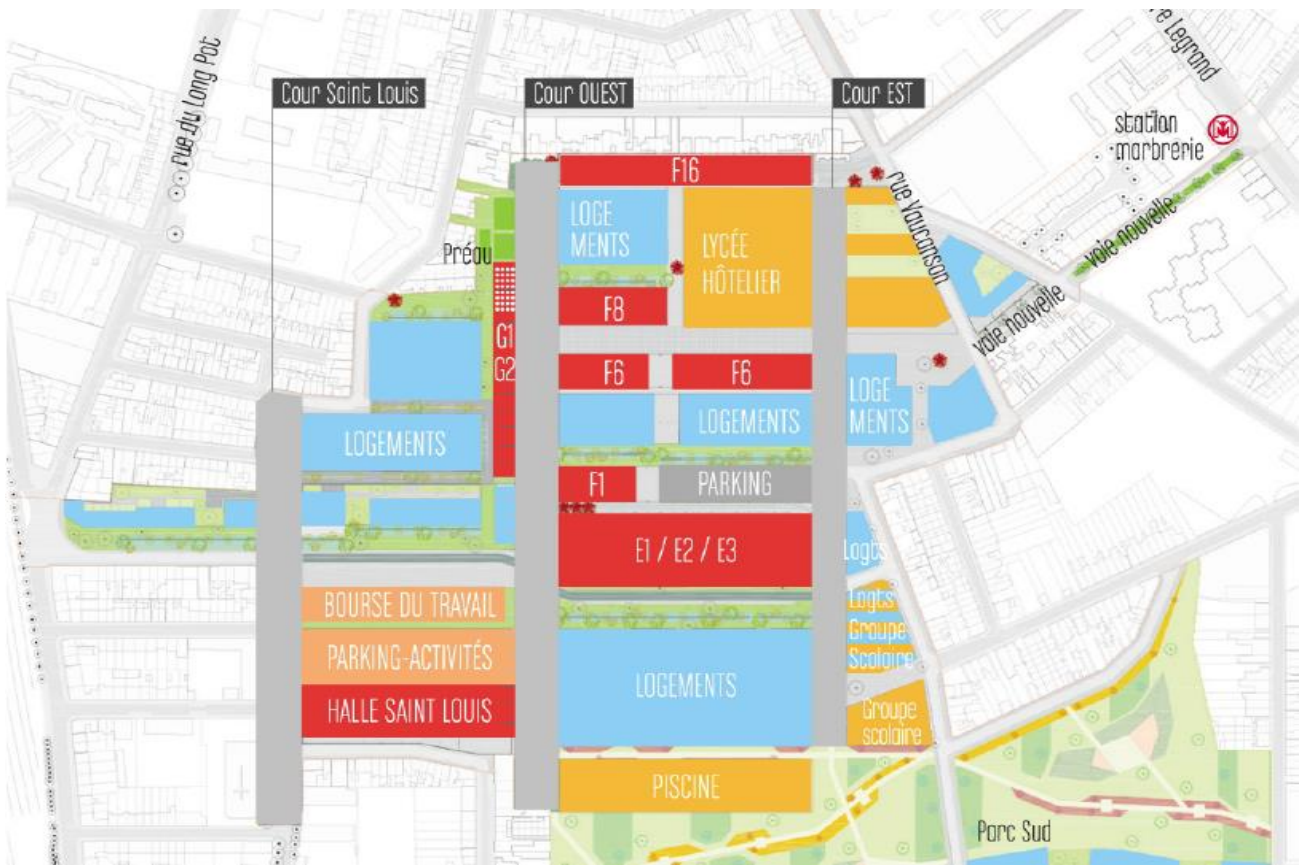 rue du Long Pot
Cour Saint Louis
Cour OUEST
Cour EST
Legrand
station
marbrerie
M
F16
rue Vaucanson
LOGE
MENTS
LYCÉE
HÔTELIER
Préau
voie nouvelle
F8
G1
G2
voie nouvelle
F6
F6
LOGEMENTS
LOGE
MENTS
LOGEMENTS
F1
PARKING
E1 / E2 / E3
Logts
BOURSE DU TRAVAIL
Logts
Groupe
Scolaire
PARKING-ACTIVITÉS
LOGEMENTS
HALLE SAINT LOUIS
Groupe
scolaire
PISCINE
Parc Sud